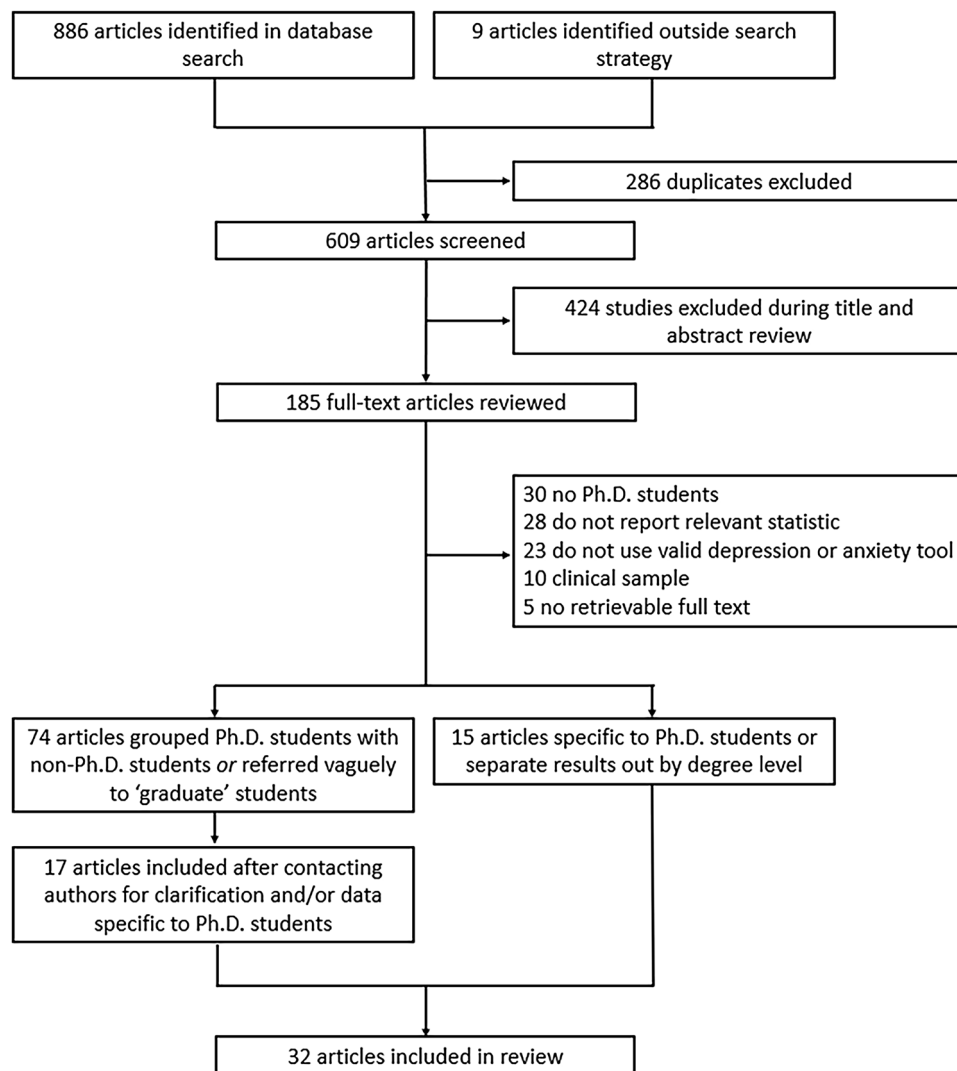 886 articles identified in database
search
9 articles identified outside search
strategy
286 duplicates excluded
609 articles screened
424 studies excluded during title and
abstract review
185 full-text articles reviewed
30 no Ph.D. students
28 do not report relevant statistic
23 do not use valid depression or anxiety tool
10 clinical sample
5 no retrievable full text
74 articles grouped Ph.D. students with
non-Ph.D. students or referred vaguely
to ‘graduate’ students
15 articles specific to Ph.D. students or
separate results out by degree level
17 articles included after contacting
authors for clarification and/or data
specific to Ph.D. students
32 articles included in review